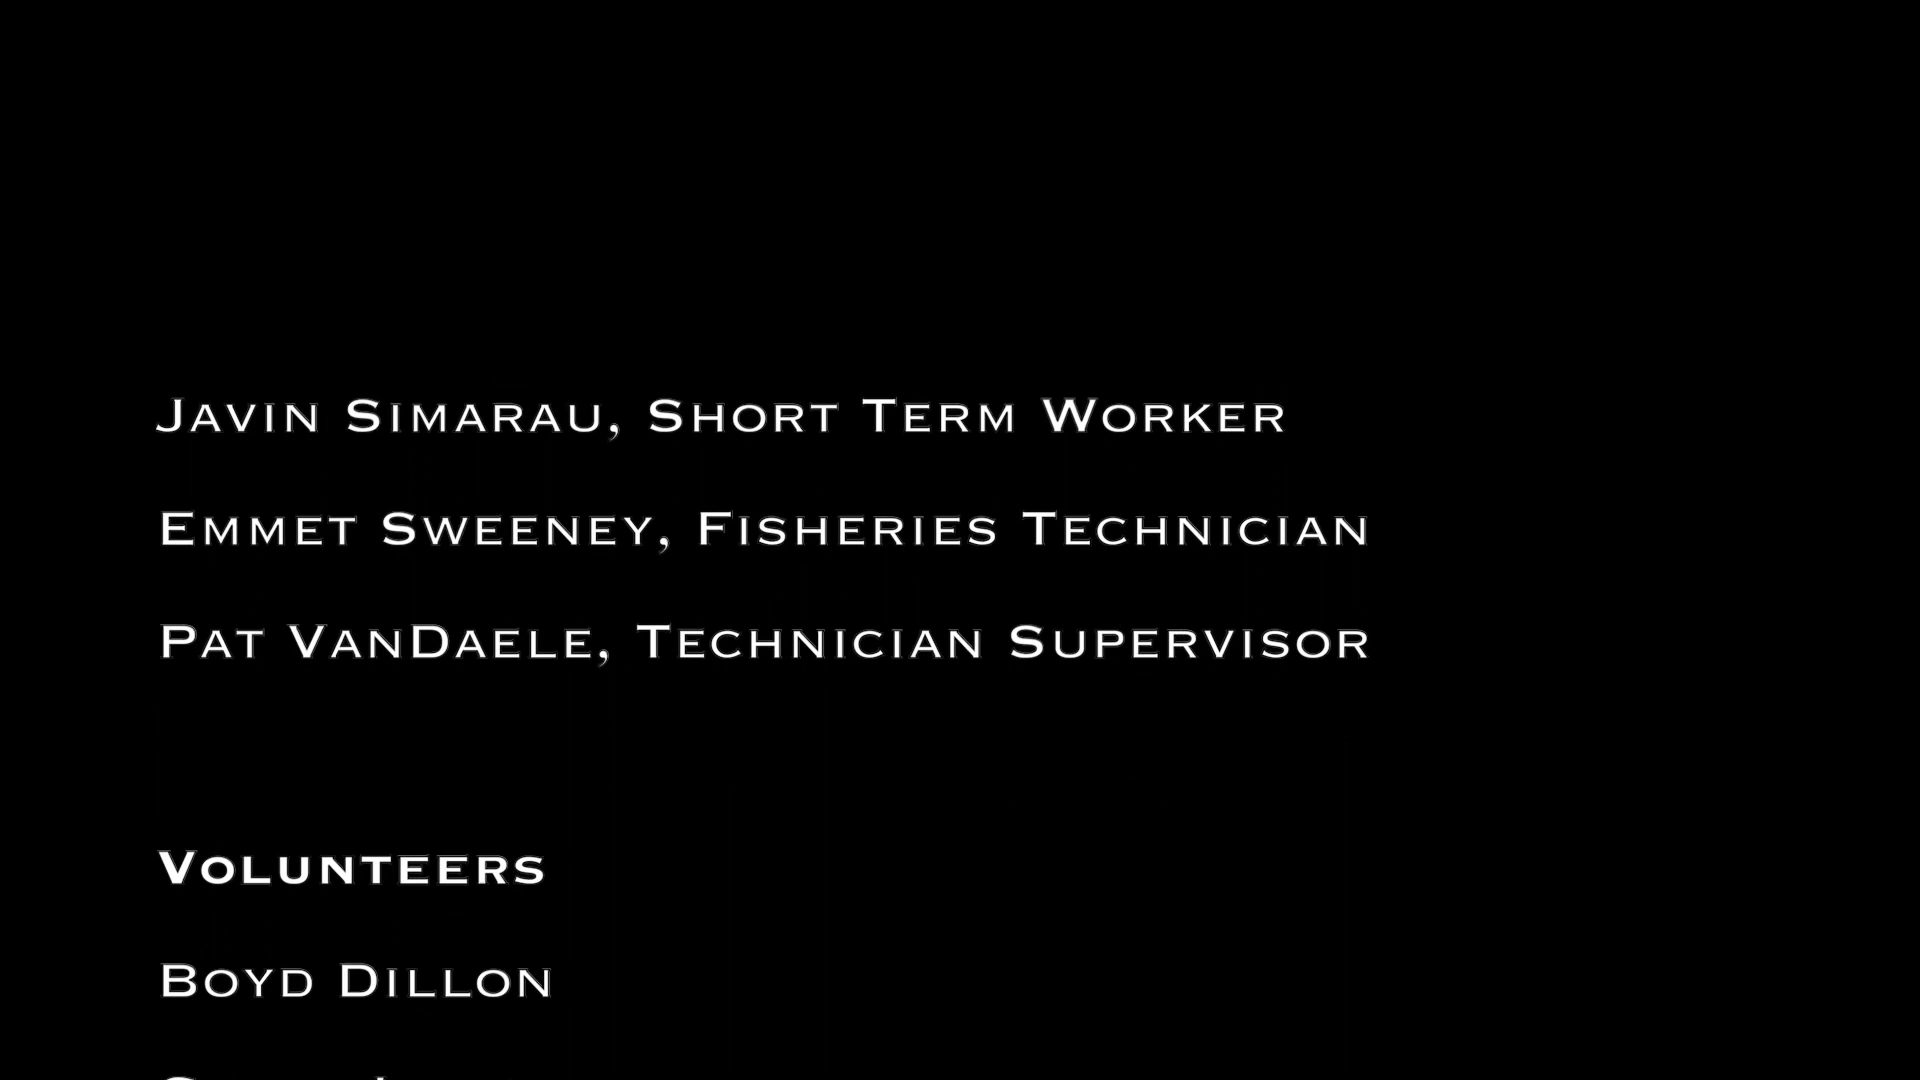 Javin Simarau, Short Term Worker
Emmet Sweeney, Fisheries Technician
Pat VanDaele, Technician Supervisor
Volunteers
Boyd Dillon